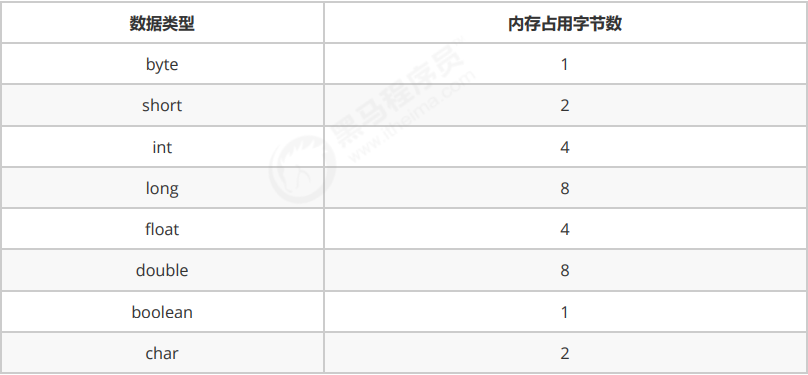 数据类型 内存占用字节数
byte 1
short 2
int 4
long 8
float 4
double 8
boolean 1
char 2
黑马程序员
www.itheima.com